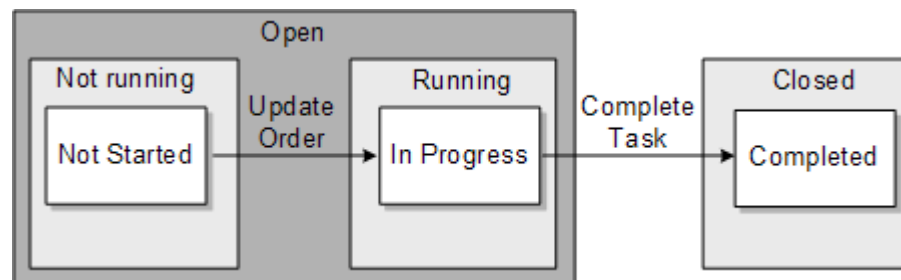 Open
Not running
Running
Closed
Update
Order
Complete
Task
Not Started
In Progress
Completed